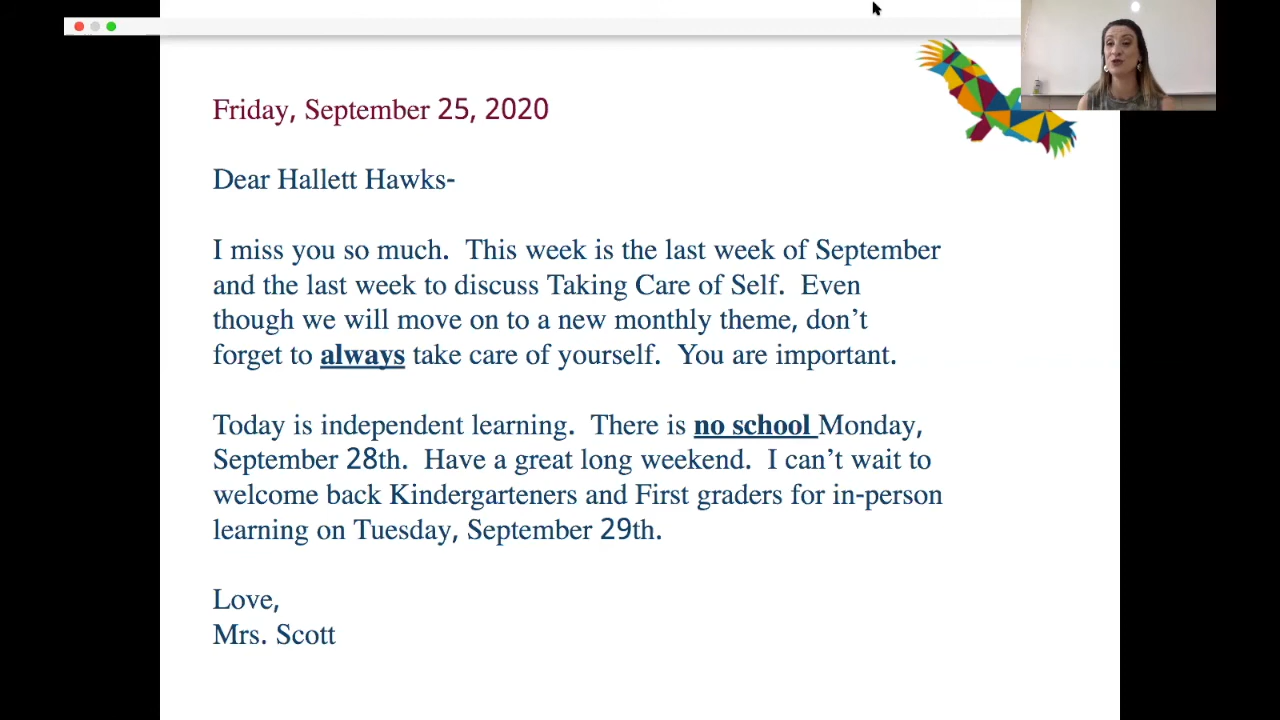 Friday, September 25, 2020
Dear Hallett Hawks-
I miss you so much.  This week is the last week of September
and the last week to discuss Taking Care of Self.  Even
though we will move on to a new monthly theme, don’t
forget to always take care of yourself.  You are important.
Today is independent learning.  There is no school Monday,
September 28th.  Have a great long weekend.  I can’t wait to
welcome back Kindergarteners and First graders for in-person
learning on Tuesday, September 29th.
Love,
Mrs. Scott